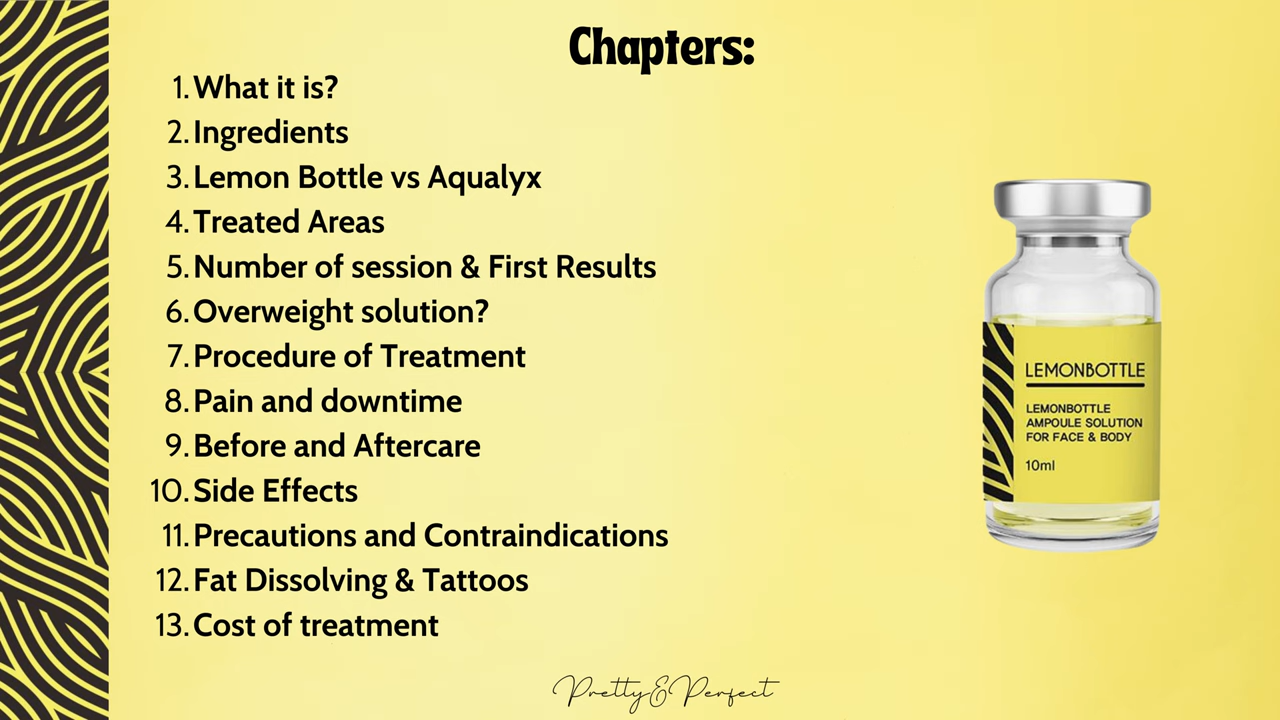 Chapters:
1. What it is?
2. Ingredients
3. Lemon Bottle vs Aqualyx
4. Treated Areas
5. Number of session & First Results
6. Overweight solution?
7. Procedure of Treatment
8. Pain and downtime
9. Before and Aftercare
10. Side Effects
11. Precautions and Contraindications
12. Fat Dissolving & Tattoos
13. Cost of treatment
LEMONBOTTLE
LEMONBOTTLE
AMPOULE SOLUTION
FOR FACE & BODY
10ml
Pretty&Perfect